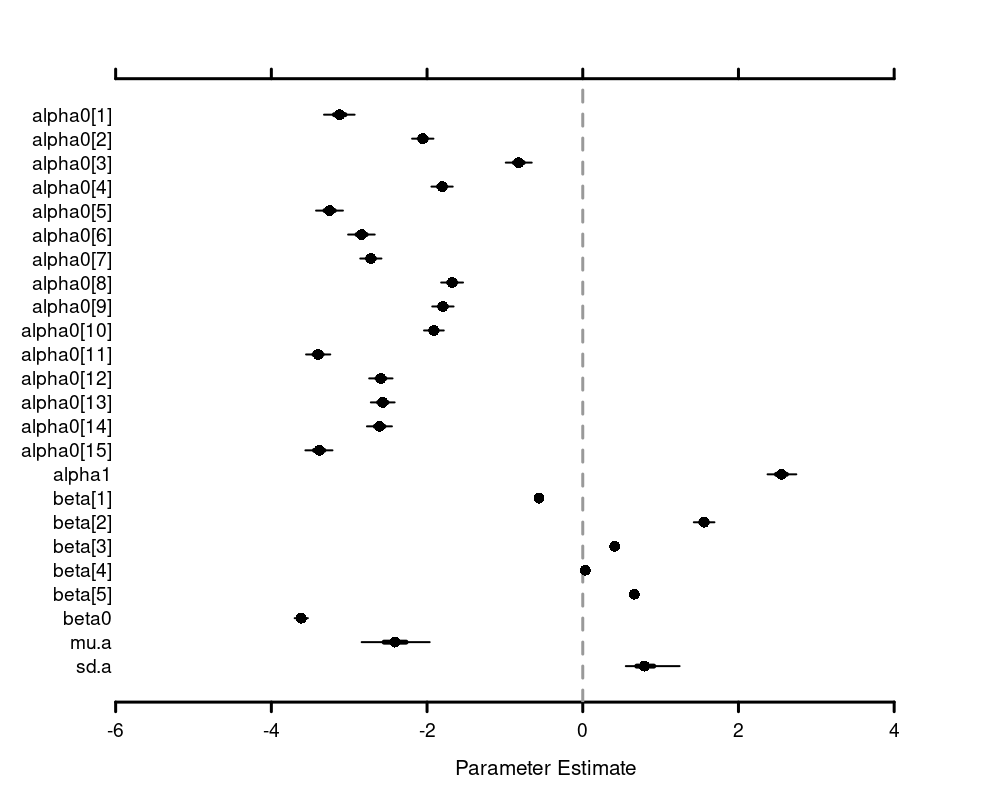 alpha0[1]
alpha0[2]
alpha0[3]
alpha0[4]
alpha0[5]
alpha0[6]
alpha0[7]
alpha0[8]
alpha0[9]
alpha0[10]
alpha0[11]
alpha0[12]
alpha0[13]
alpha0[14]
alpha0[15]
alpha1
beta[1]
beta[2]
beta[3]
beta[4]
beta[5]
beta0
mu.a
sd.a
-6 -4 -2 0 2 4
Parameter Estimate